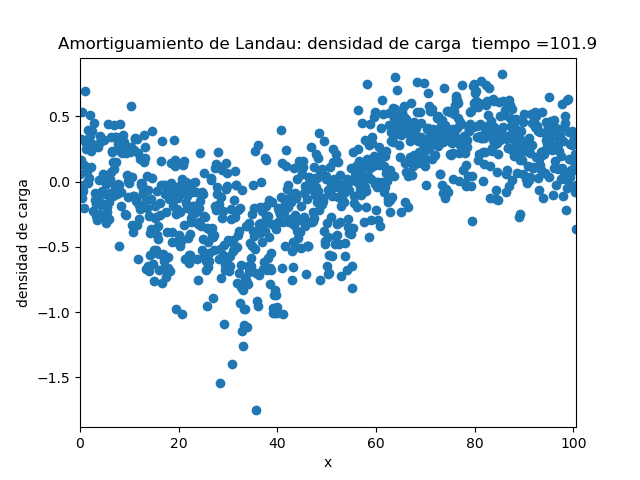 Amortiguamiento de Landau: densidad de carga  tiempo =101.9
densidad de carga
0.5
0.0
−0.5
−1.0
−1.5
0 20 40 60 80 100
x